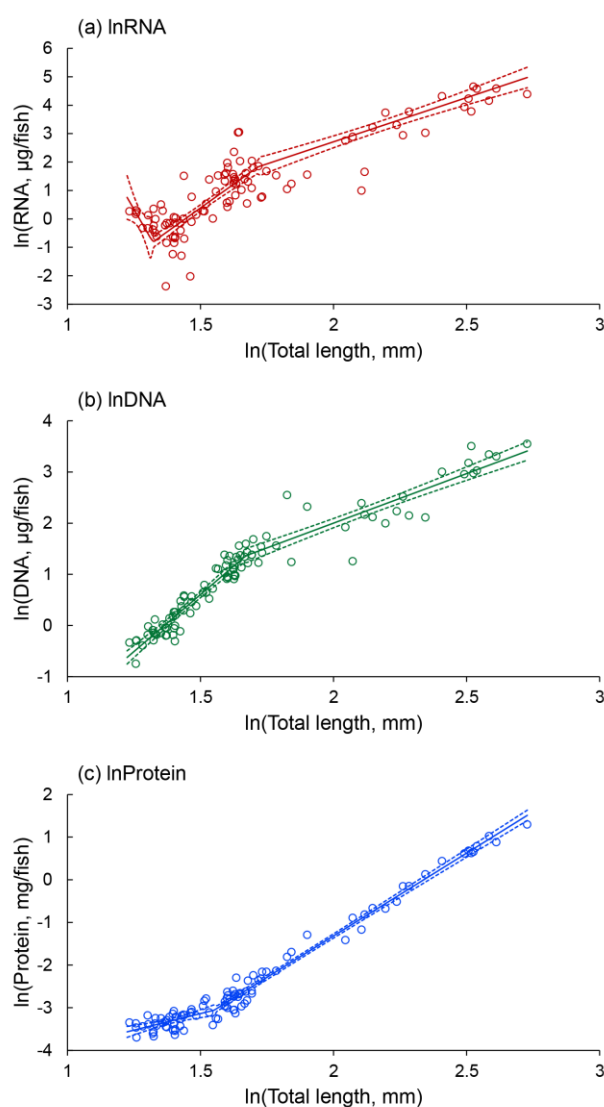 (a) lnRNA
ln(RNA, µg/fish)
6
5
4
3
2
1
0
-1
-2
-3
1 1.5 2 2.5 3
ln(Total length, mm)
(b) lnDNA
ln(DNA, µg/fish)
4
3
2
1
0
-1
1 1.5 2 2.5 3
ln(Total length, mm)
(c) lnProtein
ln(Protein, mg/fish)
2
1
0
-1
-2
-3
-4
1 1.5 2 2.5 3
ln(Total length, mm)